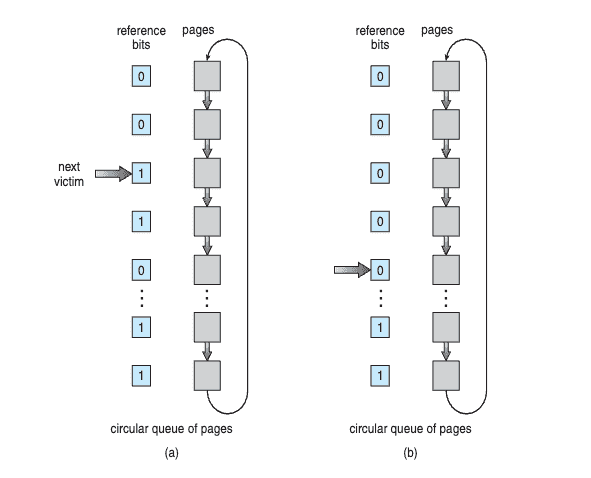 reference pages
bits
0
0
next
victim
1
1
0
1
1
circular queue of pages
(a)
reference pages
bits
0
0
0
0
0
1
1
circular queue of pages
(b)